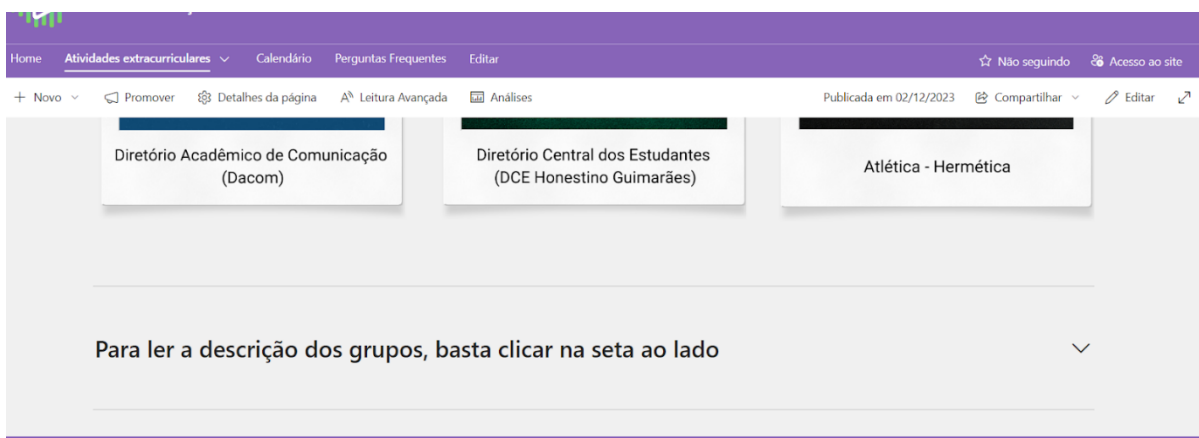 Home Atividades extracurriculares Calendário Perguntas Frequentes Editar Não seguindo Acesso ao site
+ Novo Promover Detalhes da página Leitura Avançada Análises Publicada em 02/12/2023 Compartilhar Editar
Diretório Acadêmico de Comunicação
(Dacom)
Diretório Central dos Estudantes
(DCE Honestino Guimarães)
Atlética - Hermética
Para ler a descrição dos grupos, basta clicar na seta ao lado